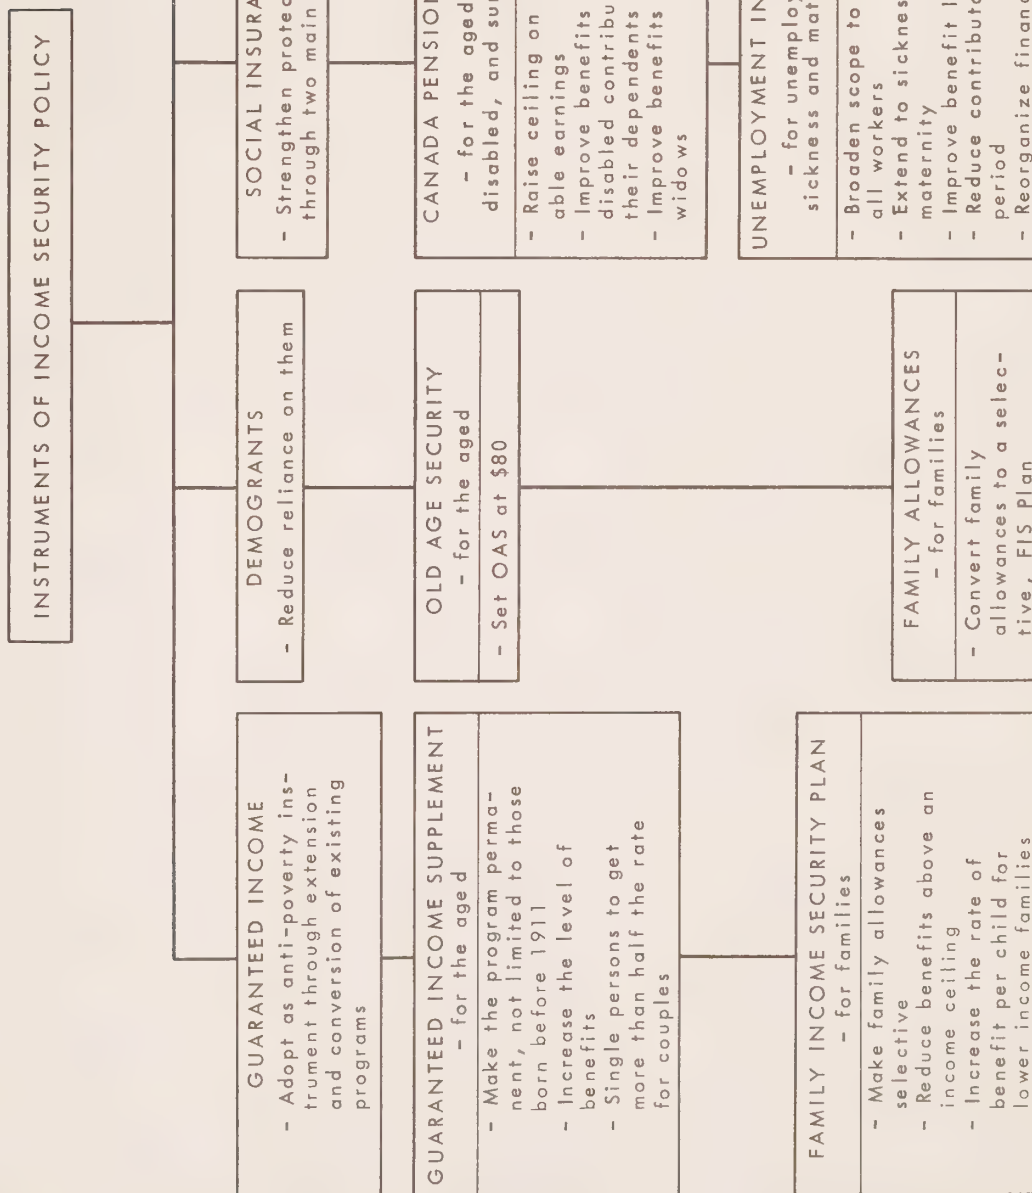 INSTRUMENTS OF INCOME SECURITY POLICY
GUARANTEED INCOME
- Adopt as anti-poverty ins-
trument through extension
and conversion of existing
programs
GUARANTEED INCOME SUPPLEMENT
- for the aged
- Make the program perma-
nent, not limited to those
born before 1911
- Increase the level of
benefits
- Single persons to get
more than half the rate
for couples
FAMILY INCOME SECURITY PLAN
- for families
- Make family allowances
selective
- Reduce benefits above an
income ceiling
- Increase the rate of
benefit per child for
lower income families
DEMOGRANTS
- Reduce reliance on them
OLD AGE SECURITY
- for the aged
- Set OAS at $80
FAMILY ALLOWANCES
- for families
- Convert family
allowances to a selec-
tive, FIS Plan
SOCIAL INSURA
- Strengthen protec
through two main
CANADA PENSION
- for the aged
disabled, and sur
- Raise ceiling on
able earnings
- Improve benefits
disabled contribu
their dependents
- Improve benefits
widows
UNEMPLOYMENT IN
- for unemploy
sickness and mat
- Broaden scope to
all workers
- Extend to sickness
maternity
- Improve benefit l
- Reduce contributo
period
- Reorganize financ